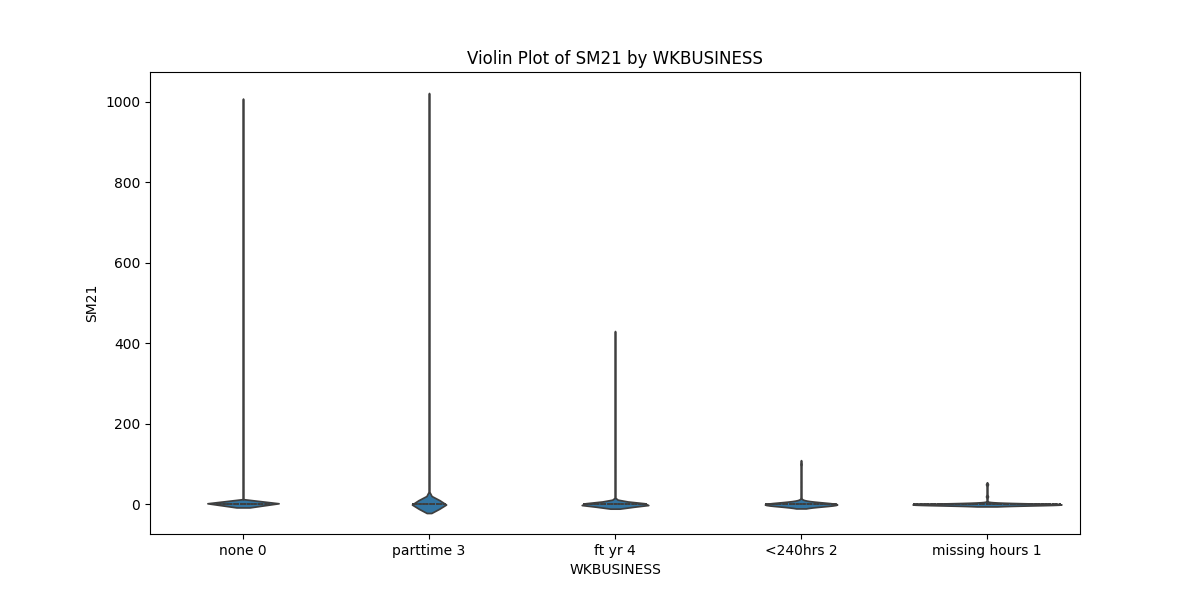 Violin Plot of SM21 by WKBUSINESS
1000
800
600
400
200
0
SM21
none 0
parttime 3
ft yr 4
<240hrs 2
missing hours 1
WKBUSINESS